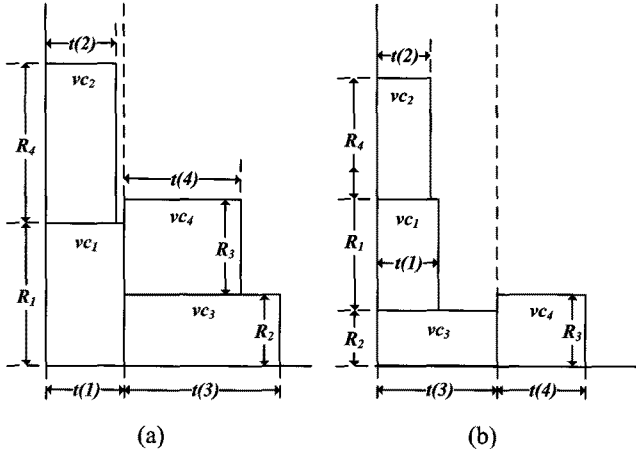 t(2)
vc2
R4
t(4)
vc4
vc1
R3
R1
vc3
R2
t(1)
t(3)
(a)
t(2)
vc2
R4
vc1
R1
t(1)
vc3
vc4
R2
R3
t(3)
t(4)
(b)